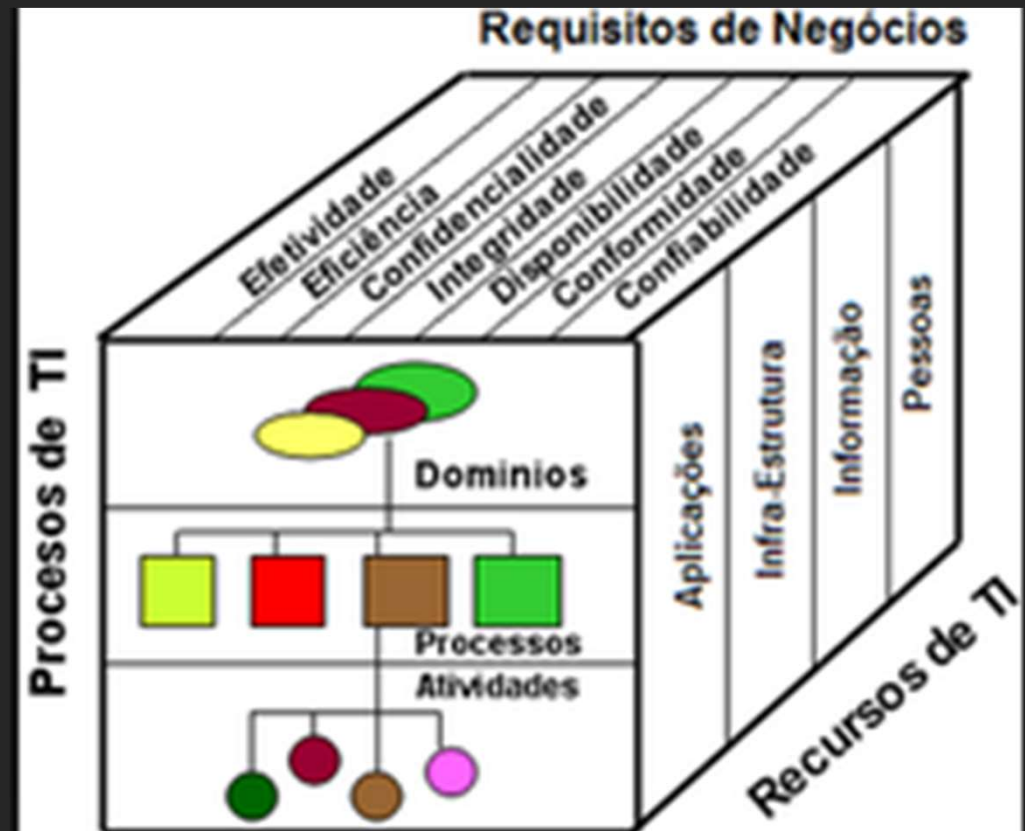 Requisitos de Negócios
Efetividade
Eficiência
Confidencialidade
Integridade
Disponibilidade
Conformidade
Confiabilidade
Procesos de TI
Dominios
Processos
Atividades
Aplicações
Infra-Estrutura
Informação
Pessoas
Recursos de TI